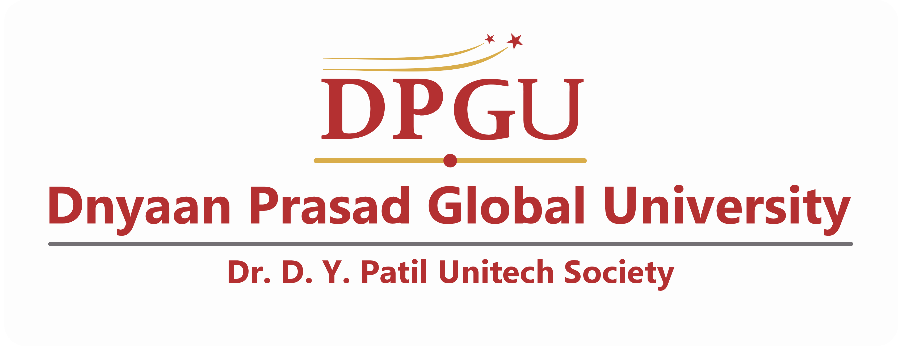 DPGU
Dnyaan Prasad Global University
Dr. D. Y. Patil Unitech Society